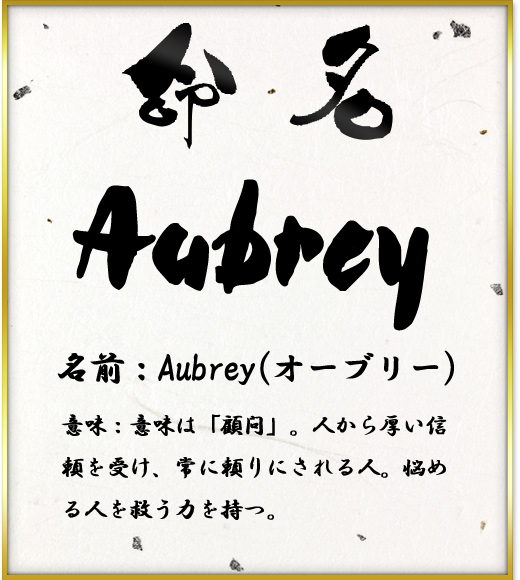 命名
Aubrey
名前：Aubrey(オーブリー)
意味：意味は「顧問」。人から厚い信
頼を受け、常に頼りにされる人。悩め
る人を救う力を持つ。